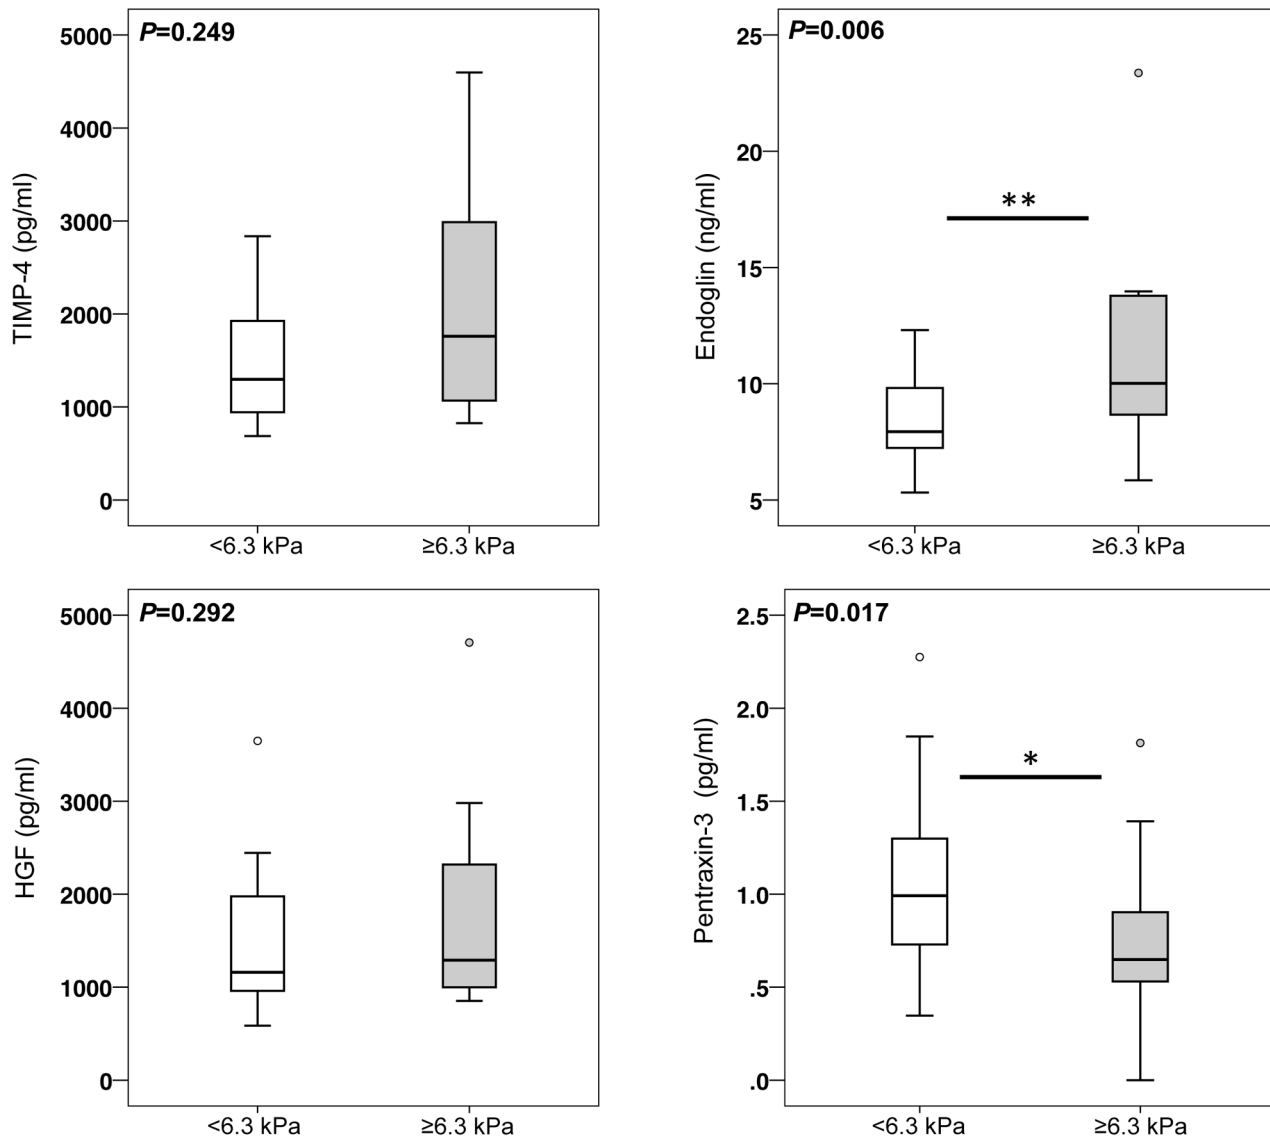 P=0.249
5000
4000
3000
2000
1000
0
TIMP-4 (pg/ml)
<6.3 kPa
≥6.3 kPa
P=0.006
25
20
15
10
5
Endoglin (ng/ml)
**
<6.3 kPa
≥6.3 kPa
P=0.292
5000
4000
3000
2000
1000
0
HGF (pg/ml)
<6.3 kPa
≥6.3 kPa
P=0.017
2.5
2.0
1.5
1.0
.5
.0
Pentraxin-3 (pg/ml)
*
<6.3 kPa
≥6.3 kPa